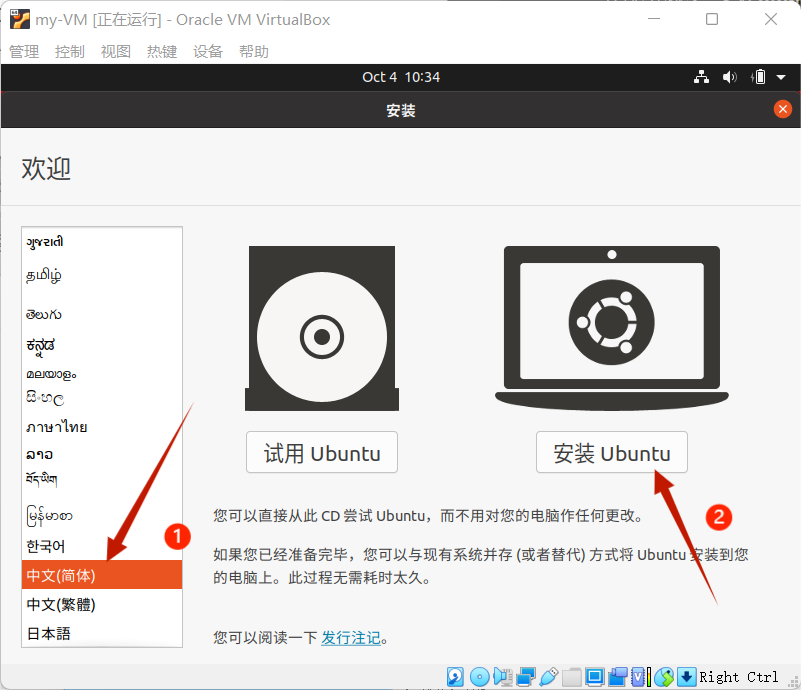 my-VM [正在运行] - Oracle VM VirtualBox
管理 控制 视图 热键 设备 帮助
Oct 4 10:34
安装
欢迎
ગુજરાતી
தமிழ்
తెలుగు
ಕನ್ನಡ
മലയാളം
සිංහල
ภาษาไทย
ລາວ
བོད་ཡིག
မြန်မာစာ
한국어
中文(简体)
中文(繁體)
日本語
1
试用 Ubuntu
安装 Ubuntu
2
您可以直接从此 CD 尝试 Ubuntu，而不用对您的电脑作任何更改。
如果您已经准备完毕，您可以与现有系统并存 (或者替代) 方式将 Ubuntu 安装到您
的电脑上。此过程无需耗时太久。
您可以阅读一下 发行注记。
Right Ctrl